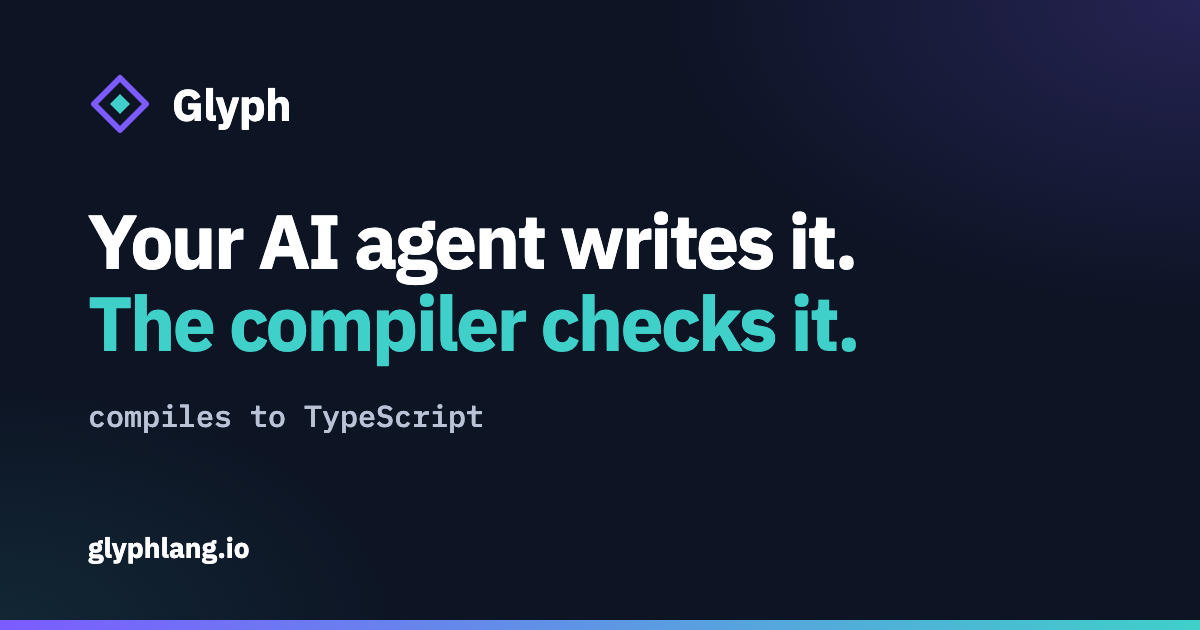 Glyph
Your AI agent writes it.
The compiler checks it.
compiles to TypeScript
glyphlang.io